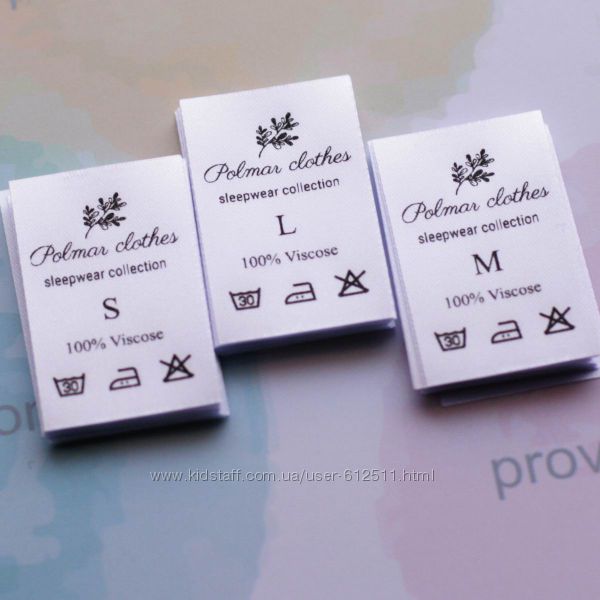 Polmar clothes
sleepwear collection
S
100% Viscose
30
Polmar clothes
sleepwear collection
L
100% Viscose
30
Polmar clothes
sleepwear collection
M
100% Viscose
30
prov
www.kidstaff.com.ua/user-612511.html